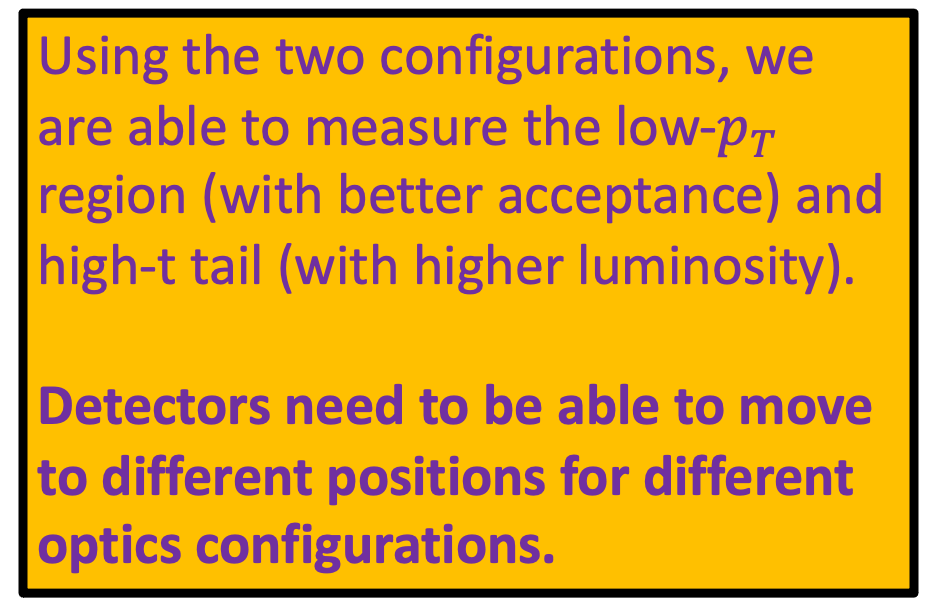 Using the two configurations, we
are able to measure the low-$p_T$
region (with better acceptance) and
high-t tail (with higher luminosity).
Detectors need to be able to move
to different positions for different
optics configurations.